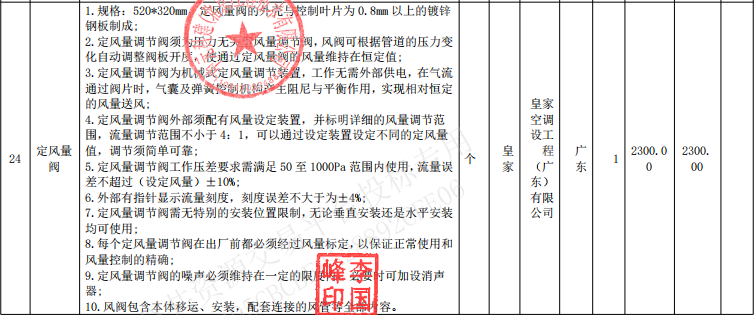 1.规格：520*320mm，定风量阀的外壳与控制叶片为0.8mm以上的镀锌
钢板制成；
2.定风量调节阀须为压力无关定风量调节阀，风阀可根据管道的压力变
化自动调整阀板开度，使通过定风量阀的风量维持在恒定值；
3.定风量调节阀为机械式定风量调节装置，工作无需外部供电，在气流
通过阀片时，气囊及弹簧控制机构产生阻尼与平衡作用，实现相对恒定
的风量送风；
4.定风量调节阀外部须配有风量设定装置，并标明详细的风量调节范
围，流量调节范围不小于4：1，可以通过设定装置设定不同的定风量
值，调节须简单可靠；
5.定风量调节阀工作压差要求需满足50至1000Pa范围内使用，流量误
差不超过（设定风量）±10%；
6.外部有指针显示流量刻度，刻度误差不大于为±4%；
7.定风量调节阀需无特别的安装位置限制，无论垂直安装还是水平安装
均可使用；
8.每个定风量调节阀在出厂前都必须经过风量标定，以保证正常使用和
风量控制的精确；
9.定风量调节阀的噪声必须维持在一定的限度内，必要时可加设消声
器；
10.风阀包含本体移运、安装，配套连接的风管等全部内容。
24
定风量
阀
个
皇
家
皇家
空调
设工
程
（广
东）
有限
公司
广
东
1
2300.0
0
2300.
00
李国
峰印